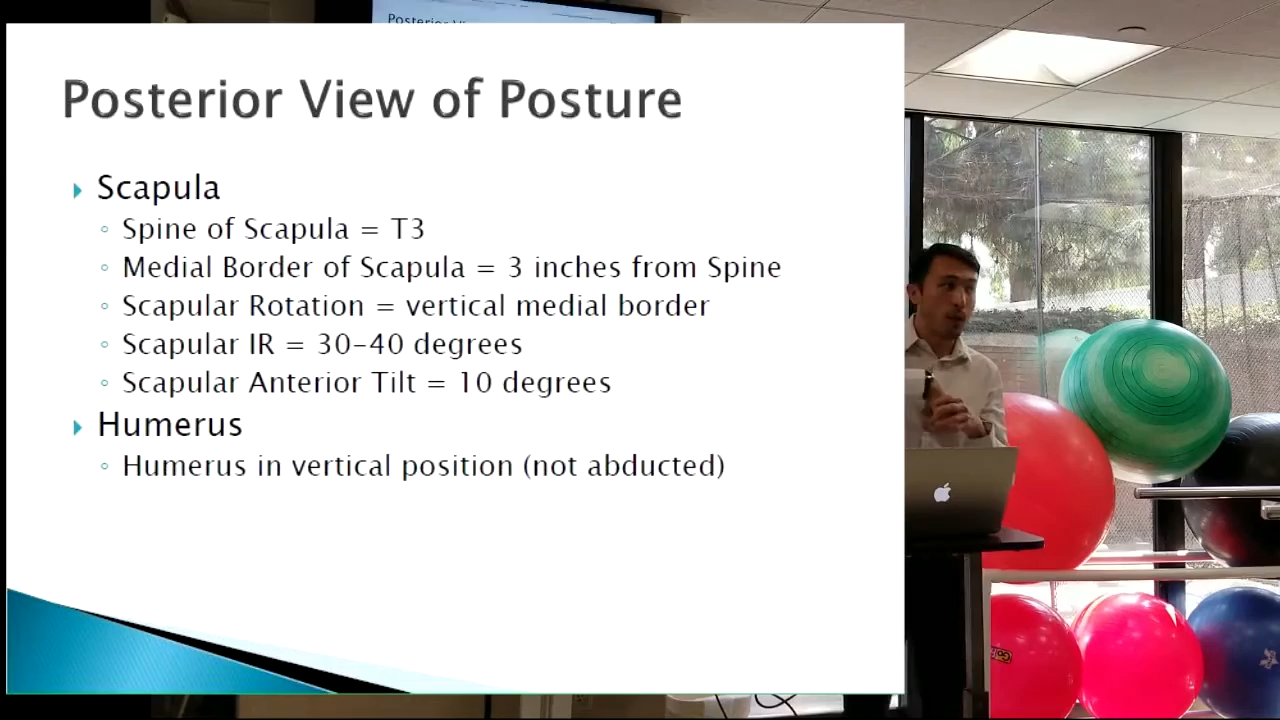 Posterior Vi
Posterior View of Posture
Scapula
Spine of Scapula = T3
Medial Border of Scapula = 3 inches from Spine
Scapular Rotation = vertical medial border
Scapular IR = 30-40 degrees
Scapular Anterior Tilt = 10 degrees
Humerus
Humerus in vertical position (not abducted)